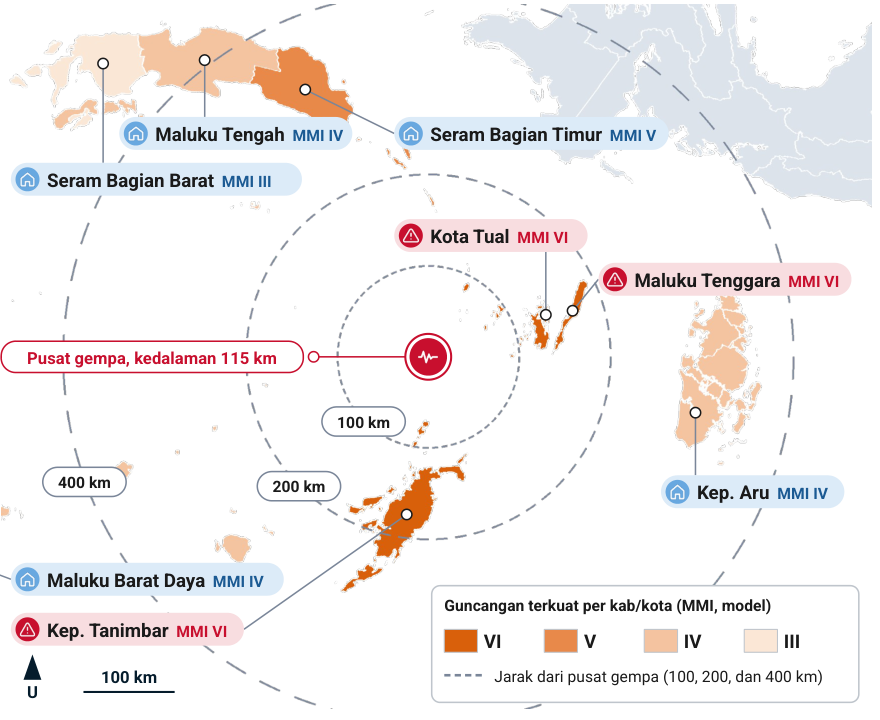 Maluku Tengah MMI IV
Seram Bagian Timur MMI V
Seram Bagian Barat MMI III
Kota Tual MMI VI
Maluku Tenggara MMI VI
Pusat gempa, kedalaman 115 km
100 km
400 km
200 km
Kep. Aru MMI IV
Maluku Barat Daya MMI IV
Kep. Tanimbar MMI VI
100 km
U
Guncangan terkuat per kab/kota (MMI, model)
VI V IV III
Jarak dari pusat gempa (100, 200, dan 400 km)